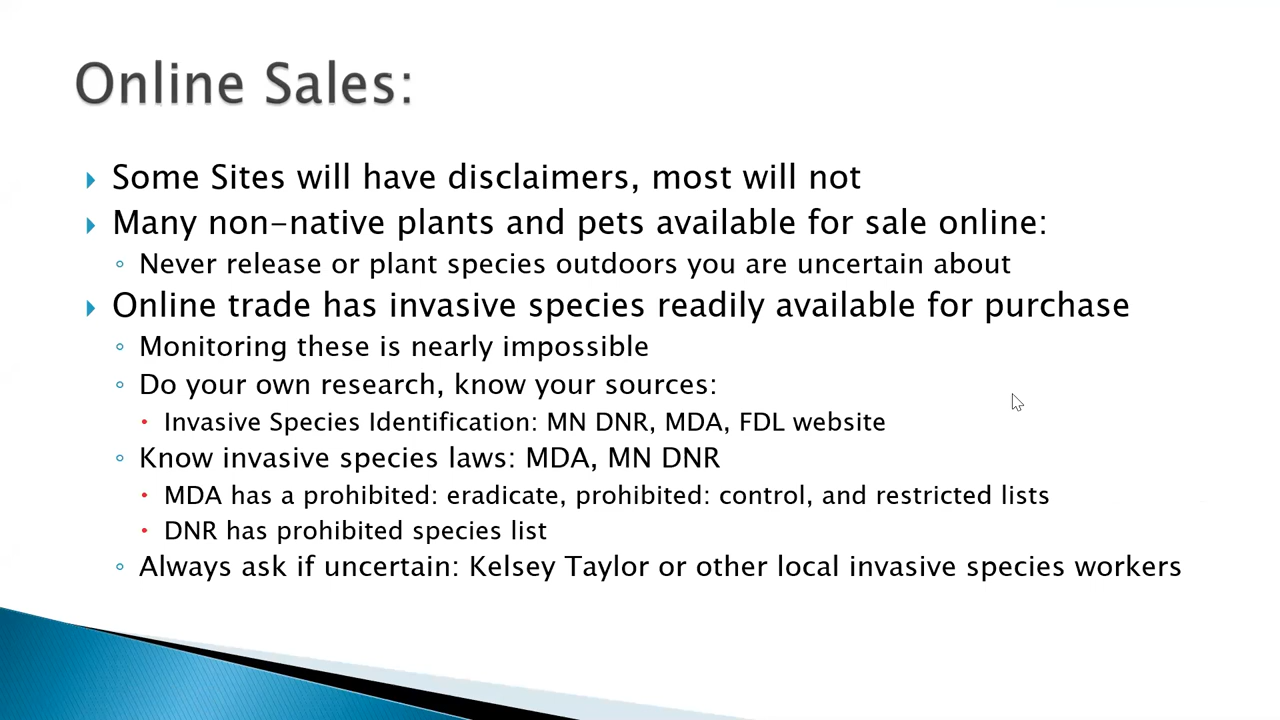 Online Sales:
Some Sites will have disclaimers, most will not
Many non-native plants and pets available for sale online:
Never release or plant species outdoors you are uncertain about
Online trade has invasive species readily available for purchase
Monitoring these is nearly impossible
Do your own research, know your sources:
Invasive Species Identification: MN DNR, MDA, FDL website
Know invasive species laws: MDA, MN DNR
MDA has a prohibited: eradicate, prohibited: control, and restricted lists
DNR has prohibited species list
Always ask if uncertain: Kelsey Taylor or other local invasive species workers